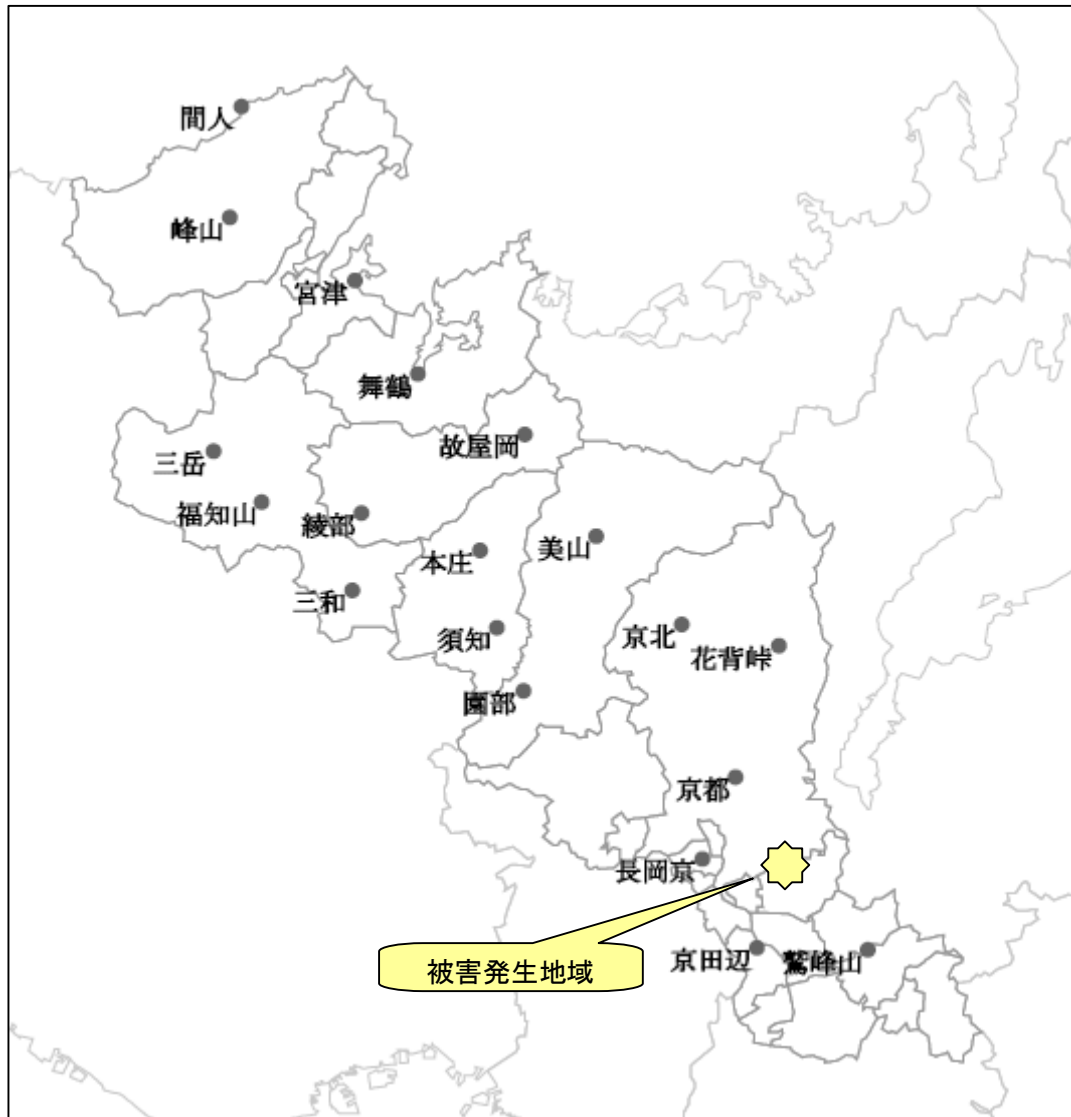 間人
峰山
宮津
舞鶴
故屋岡
三岳
福知山
綾部
本庄
美山
三和
須知
京北
花背峠
園部
京都
長岡京
京田辺
鷲峰山
被害発生地域